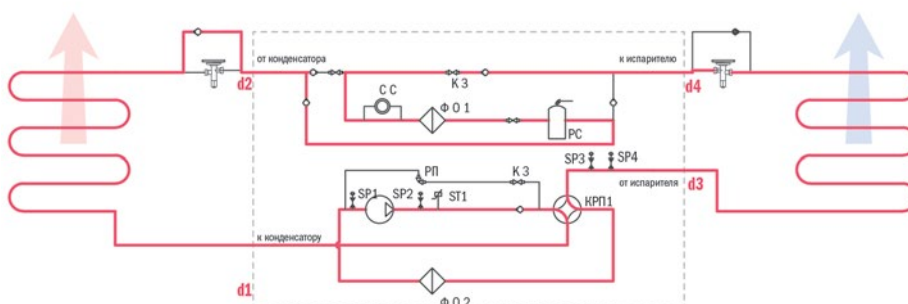 от конденсатора
к испарителю
d2
К З
d4
С С
Ф О 1
РС
SP3
SP4
РП
К З
SP1
SP2
ST1
от испарителя
d3
КРП1
к конденсатору
d1
Ф О 2